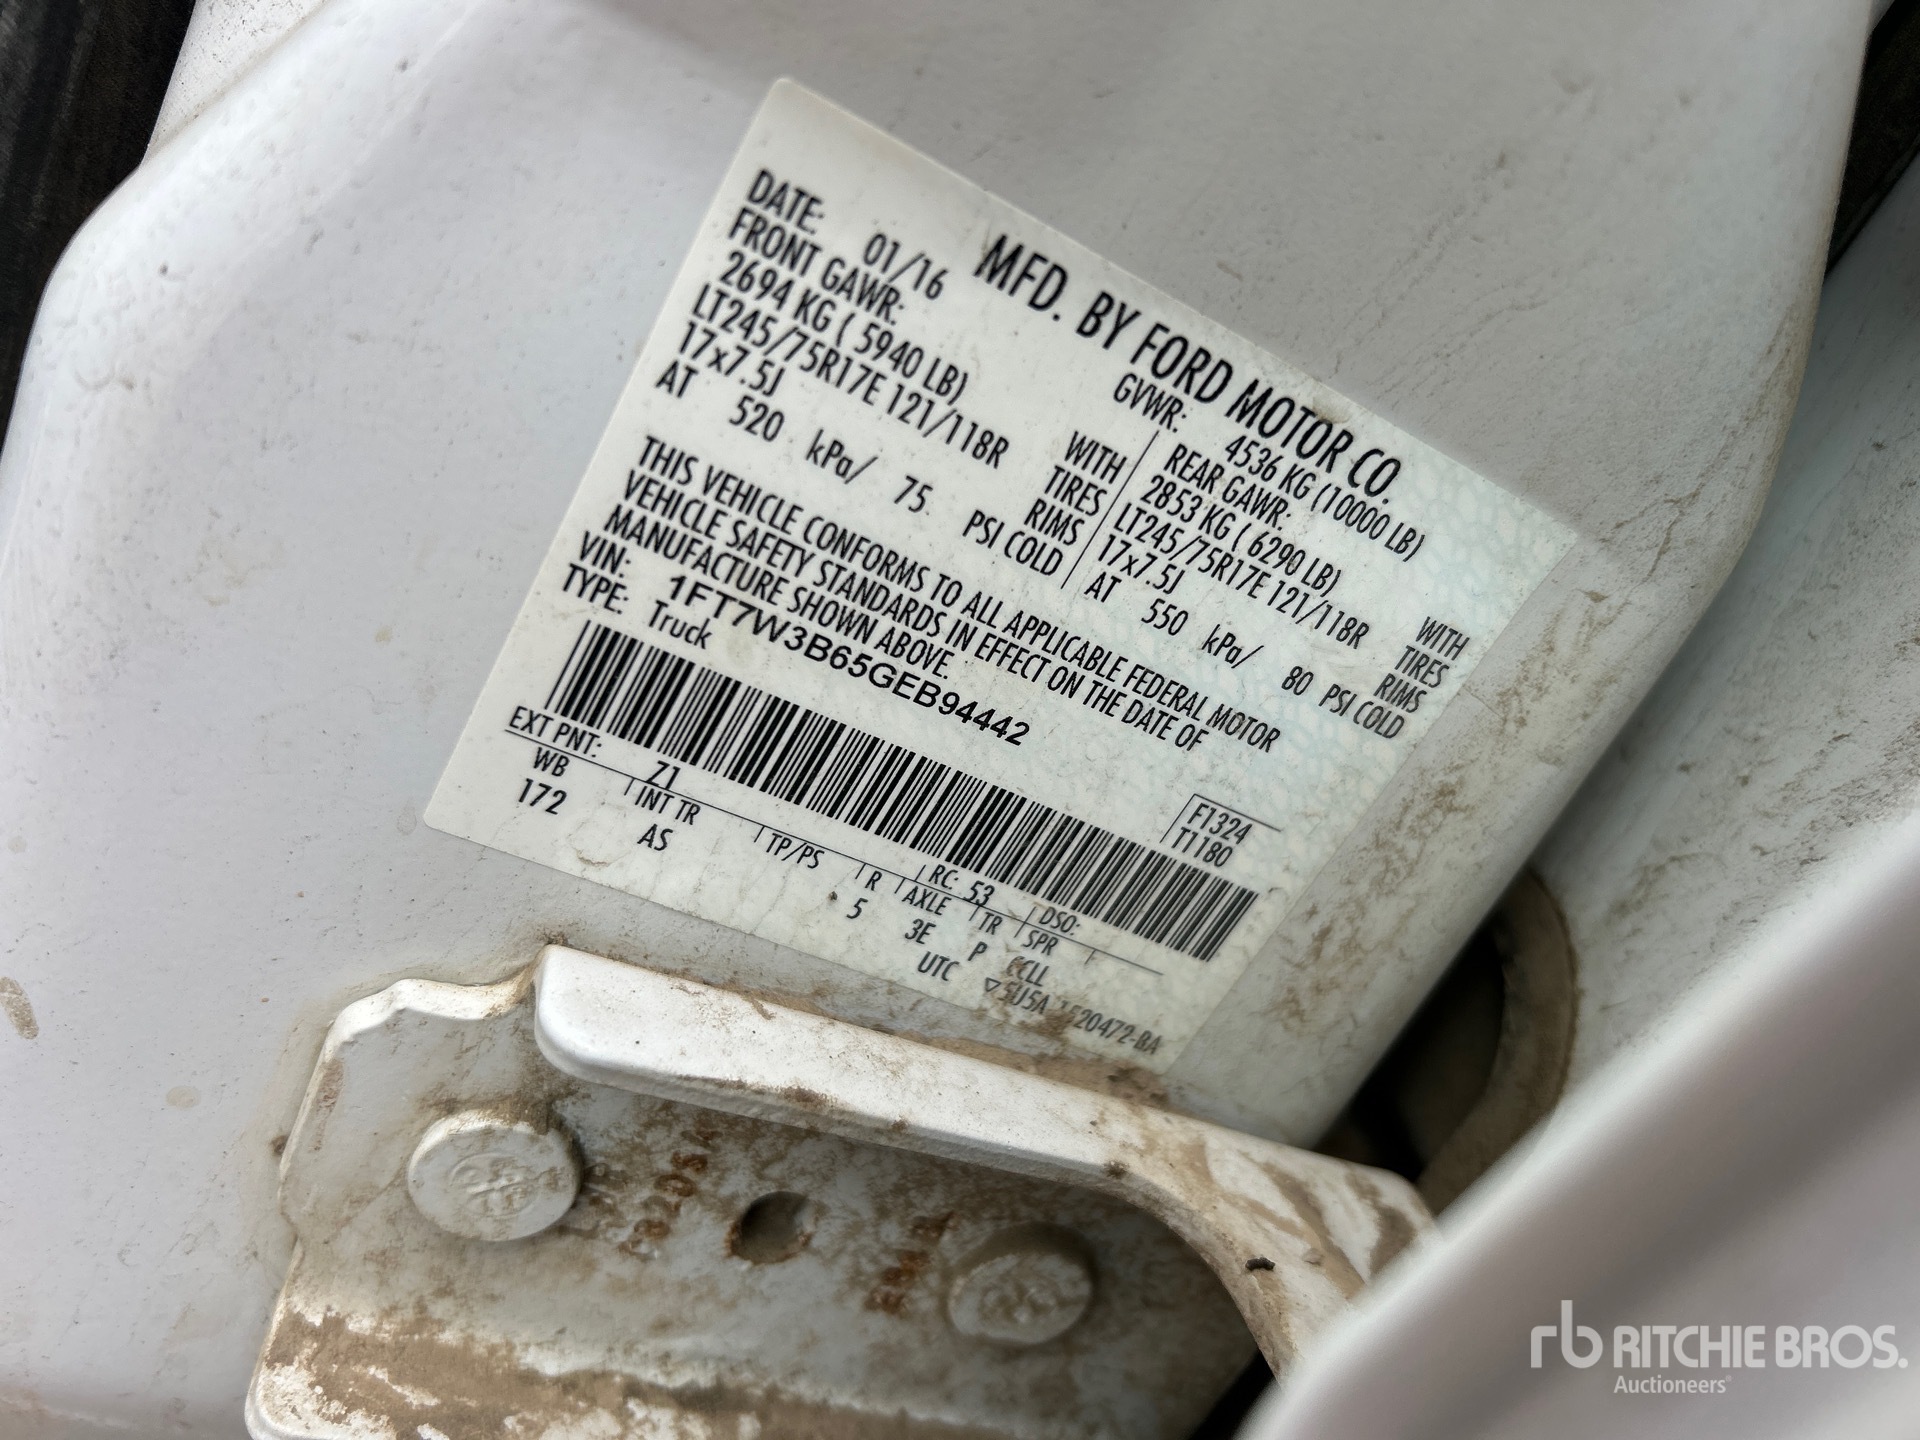 MFD. BY FORD MOTOR CO.
DATE: 01/16 GVWR: 4536 KG (10000 LB)
FRONT GAWR: REAR GAWR:
2694 KG ( 5940 LB) WITH 2853 KG ( 6290 LB) WITH
LT245/75R17E 121/118R TIRES LT245/75R17E 121/118R TIRES
17x7.5J RIMS 17x7.5J RIMS
AT 520 kPa/ 75 PSI COLD AT 550 kPa/ 80 PSI COLD
THIS VEHICLE CONFORMS TO ALL APPLICABLE FEDERAL MOTOR
VEHICLE SAFETY STANDARDS IN EFFECT ON THE DATE OF
MANUFACTURE SHOWN ABOVE.
VIN: 1FT7W3B65GEB94442
TYPE: Truck
F1324
T1180
EXT PNT: Z1 RC: 53 DSO:
WB INT TR TP/PS R AXLE TR SPR
172 AS 5 3E P CCLL
UTC
RITCHIE BROS.
Auctioneers